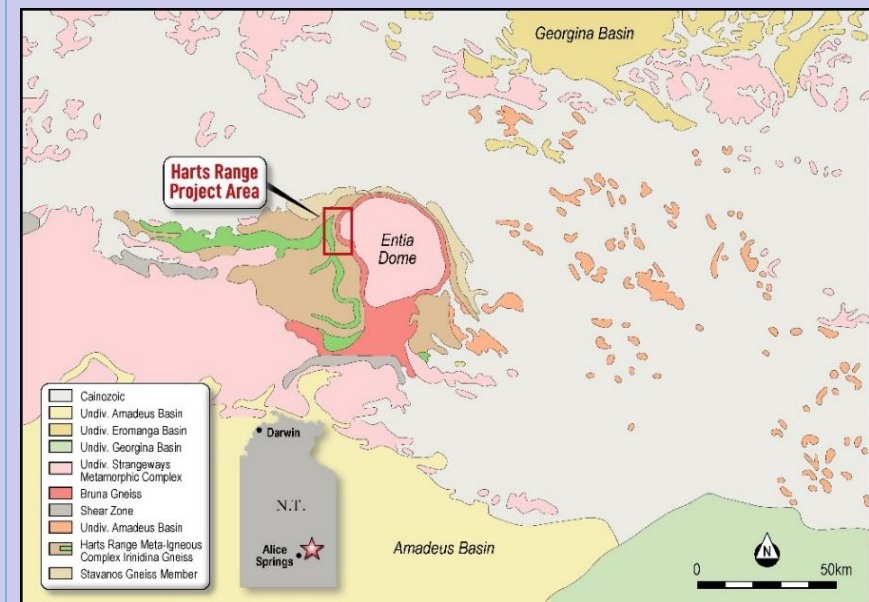 Georgina Basin
Harts Range
Project Area
Entia
Dome
Cainozoic
Undiv. Amadeus Basin
Undiv. Eromanga Basin
Undiv. Georgina Basin
Undiv. Strangeways
Metamorphic Complex
Bruna Gneiss
Shear Zone
Undiv. Amadeus Basin
Harts Range Meta-Igneous
Complex Irinidina Gneiss
Stavanos Gneiss Member
Darwin
N.T.
Alice
Springs
Amadeus Basin
N
0 50km